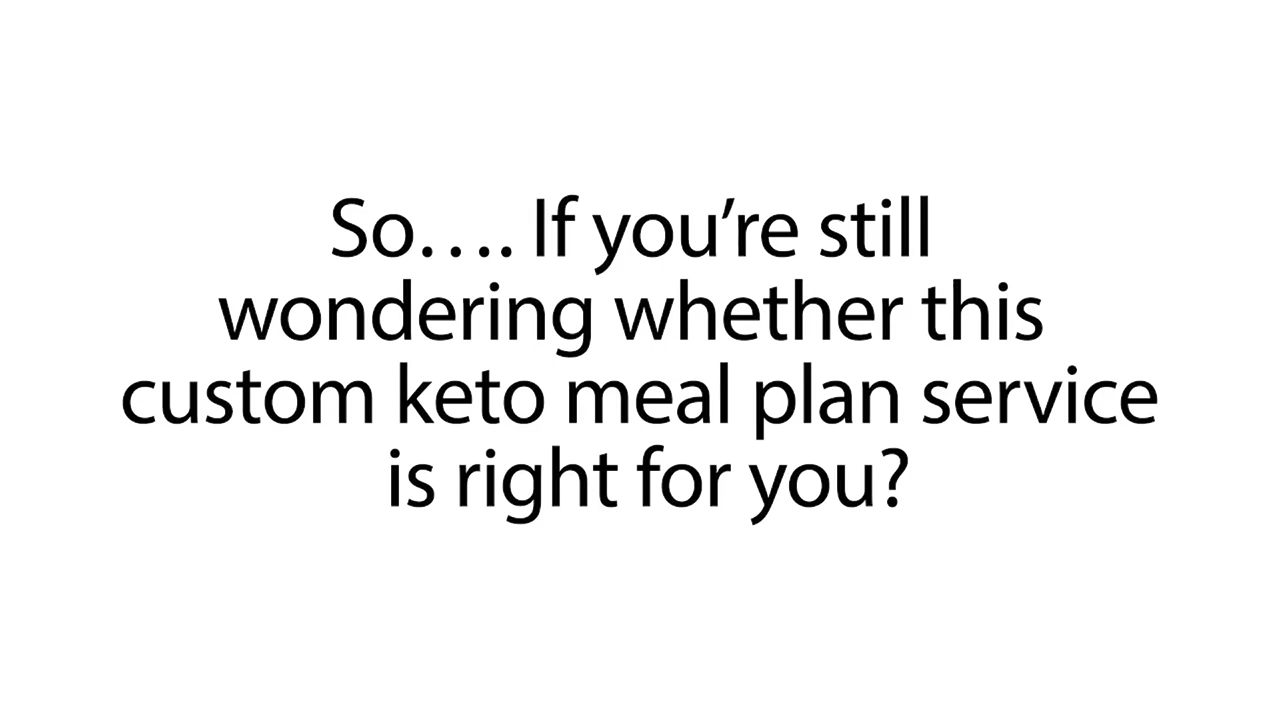 So…. If you’re still
wondering whether this
custom keto meal plan service
is right for you?